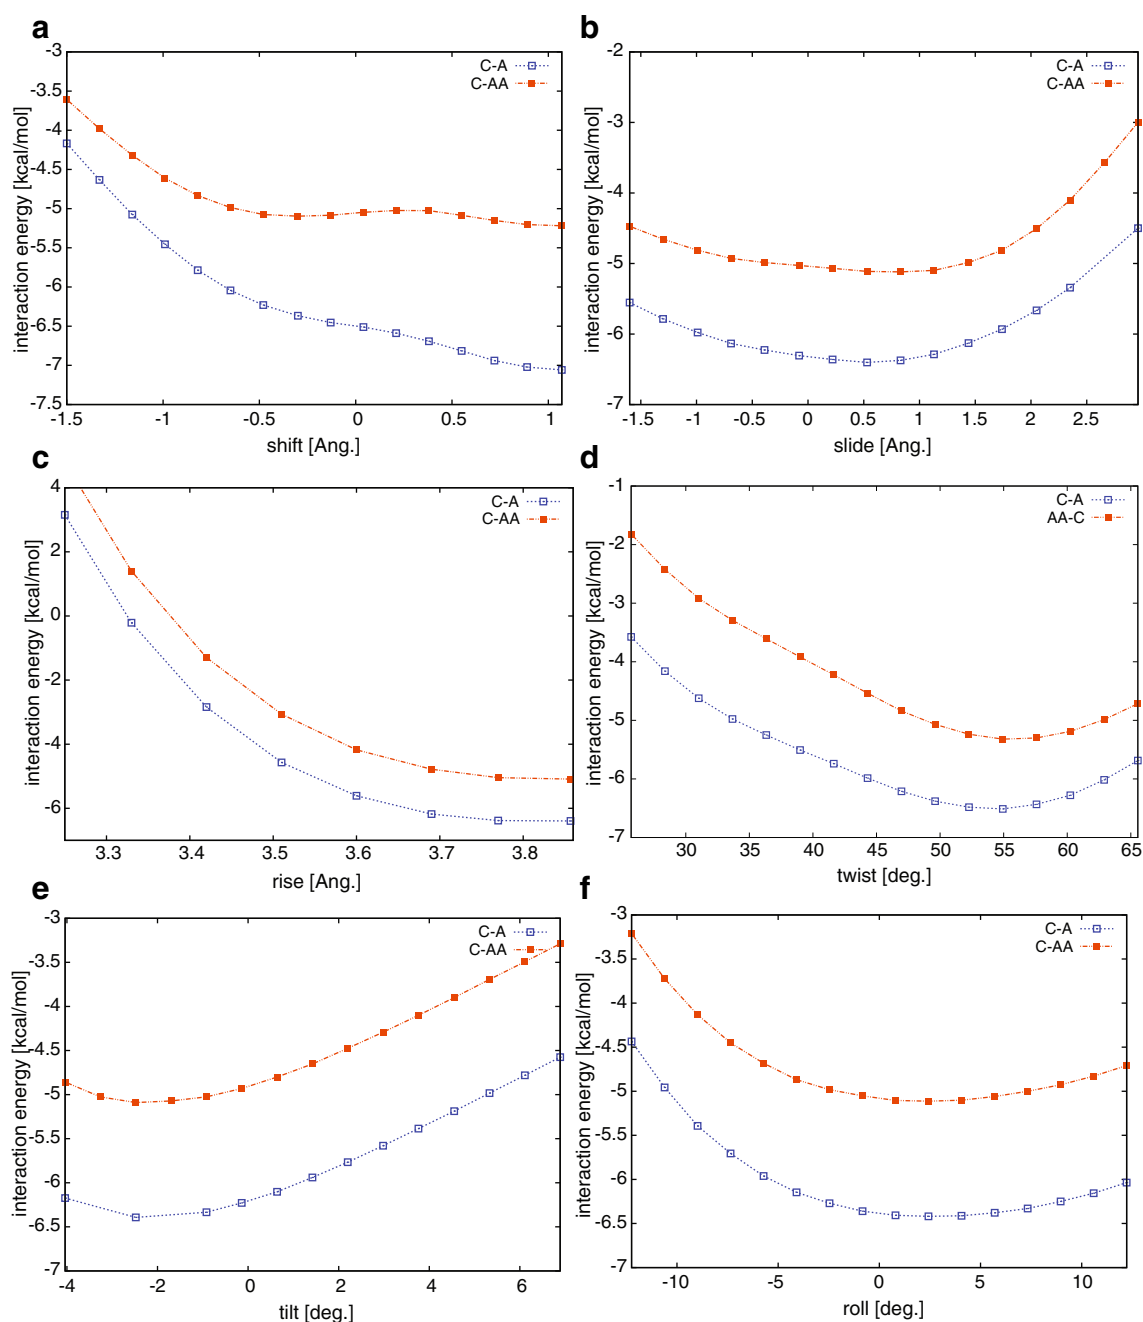 a
-3
-3.5
-4
-4.5
-5
-5.5
-6
-6.5
-7
-7.5
-1.5
-1
-0.5
0
0.5
1
interaction energy [kcal/mol]
shift [Ang.]
C-A
C-AA
b
-2
-3
-4
-5
-6
-7
-1.5
-1
-0.5
0
0.5
1
1.5
2
2.5
interaction energy [kcal/mol]
slide [Ang.]
C-A
C-AA
c
4
2
0
-2
-4
-6
3.3
3.4
3.5
3.6
3.7
3.8
interaction energy [kcal/mol]
rise [Ang.]
C-A
C-AA
d
-1
-2
-3
-4
-5
-6
-7
30
35
40
45
50
55
60
65
interaction energy [kcal/mol]
twist [deg.]
C-A
AA-C
e
-3
-3.5
-4
-4.5
-5
-5.5
-6
-6.5
-7
-4
-2
0
2
4
6
interaction energy [kcal/mol]
tilt [deg.]
C-A
C-AA
f
-3
-3.5
-4
-4.5
-5
-5.5
-6
-6.5
-7
-10
-5
0
5
10
interaction energy [kcal/mol]
roll [deg.]
C-A
C-AA